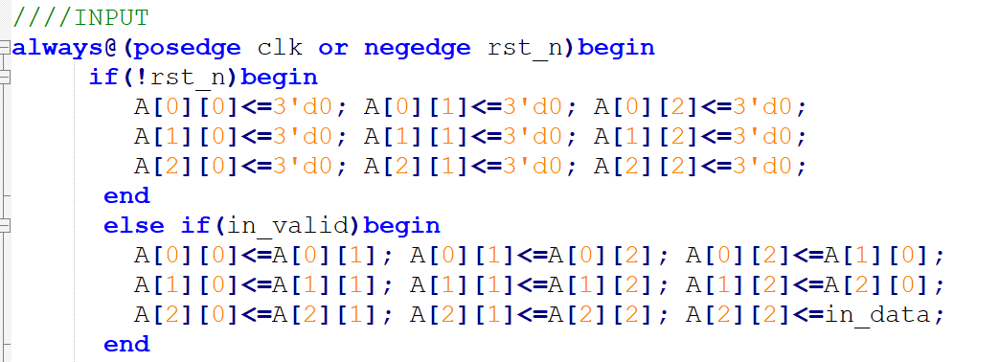 ////INPUT
always@(posedge clk or negedge rst_n)begin
if(!rst_n)begin
A[0][0]<=3'd0; A[0][1]<=3'd0; A[0][2]<=3'd0;
A[1][0]<=3'd0; A[1][1]<=3'd0; A[1][2]<=3'd0;
A[2][0]<=3'd0; A[2][1]<=3'd0; A[2][2]<=3'd0;
end
else if(in_valid)begin
A[0][0]<=A[0][1]; A[0][1]<=A[0][2]; A[0][2]<=A[1][0];
A[1][0]<=A[1][1]; A[1][1]<=A[1][2]; A[1][2]<=A[2][0];
A[2][0]<=A[2][1]; A[2][1]<=A[2][2]; A[2][2]<=in_data;
end